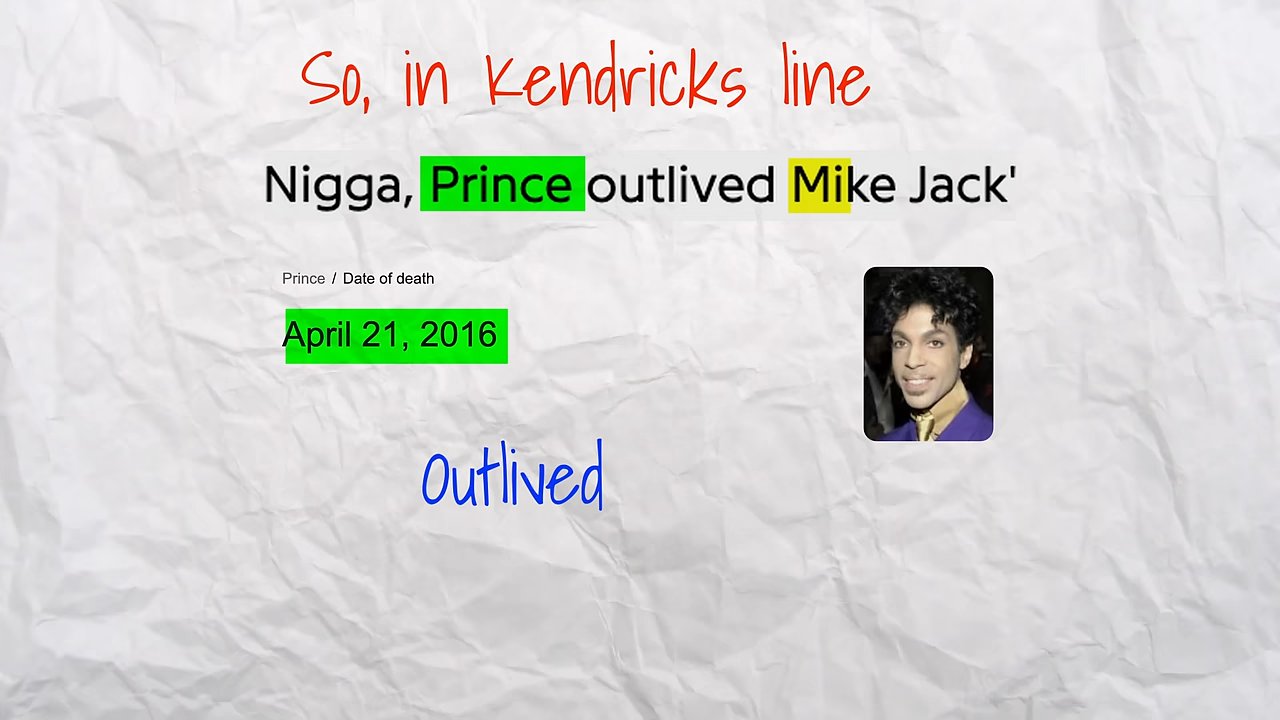 So, in Kendricks line
Nigga, Prince outlived Mike Jack'
Prince / Date of death
April 21, 2016
Outlived